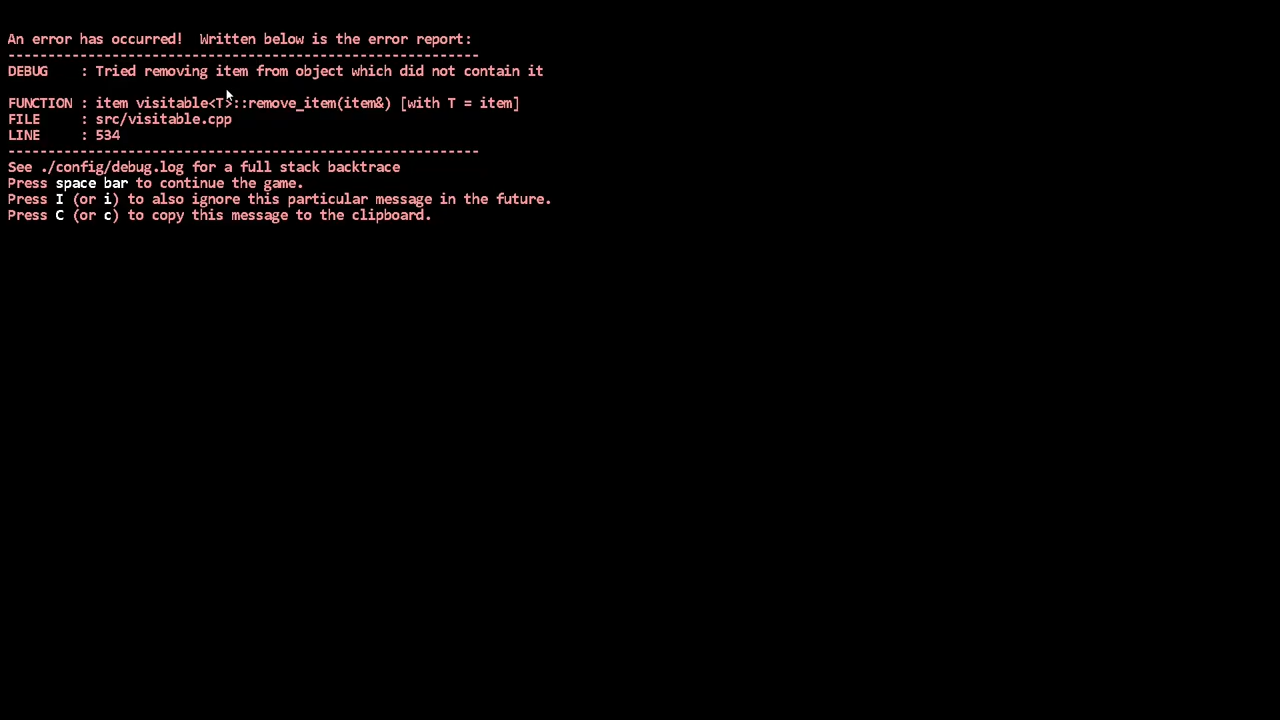 An error has occurred!  Written below is the error report:
-----------------------------------------------------------
DEBUG    : Tried removing item from object which did not contain it
FUNCTION : item visitable<T>::remove_item(item&) [with T = item]
FILE     : src/visitable.cpp
LINE     : 534
-----------------------------------------------------------
See ./config/debug.log for a full stack backtrace
Press space bar to continue the game.
Press I (or i) to also ignore this particular message in the future.
Press C (or c) to copy this message to the clipboard.